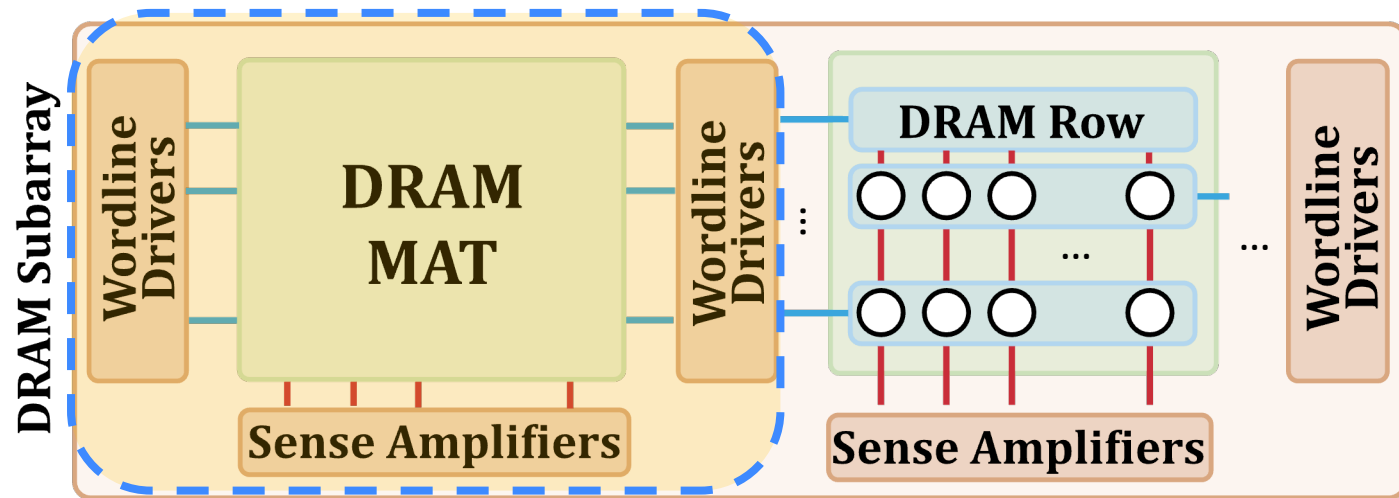 DRAM Subarray
Wordline
Drivers
DRAM
MAT
Sense Amplifiers
Wordline
Drivers
...
DRAM Row
...
Sense Amplifiers
...
Wordline
Drivers